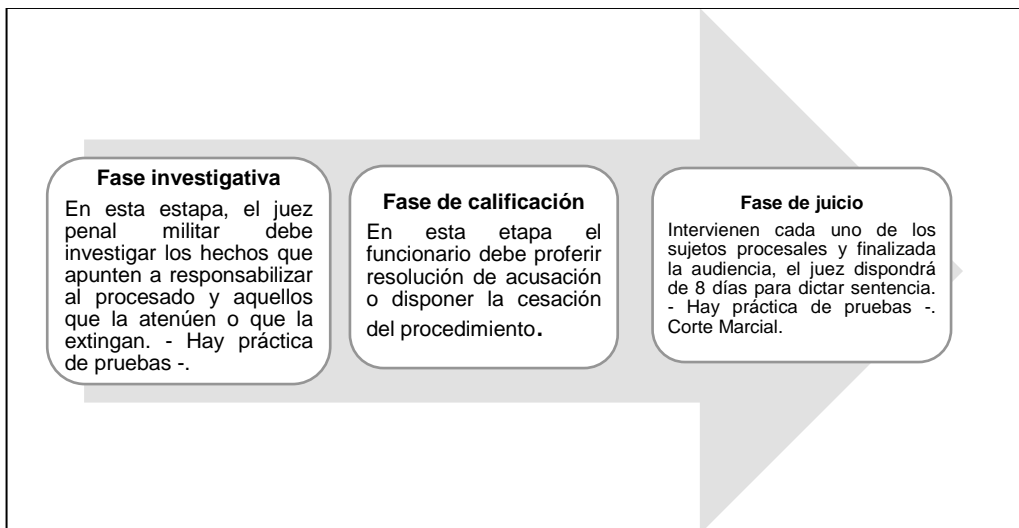 Fase investigativa
En esta estapa, el juez
penal militar debe
investigar los hechos que
apunten a responsabilizar
al procesado y aquellos
que la atenúen o que la
extingan. - Hay práctica
de pruebas -.
Fase de calificación
En esta etapa el
funcionario debe proferir
resolución de acusación
o disponer la cesación
del procedimiento.
Fase de juicio
Intervienen cada uno de los
sujetos procesales y finalizada
la audiencia, el juez dispondrá
de 8 días para dictar sentencia.
- Hay práctica de pruebas -.
Corte Marcial.